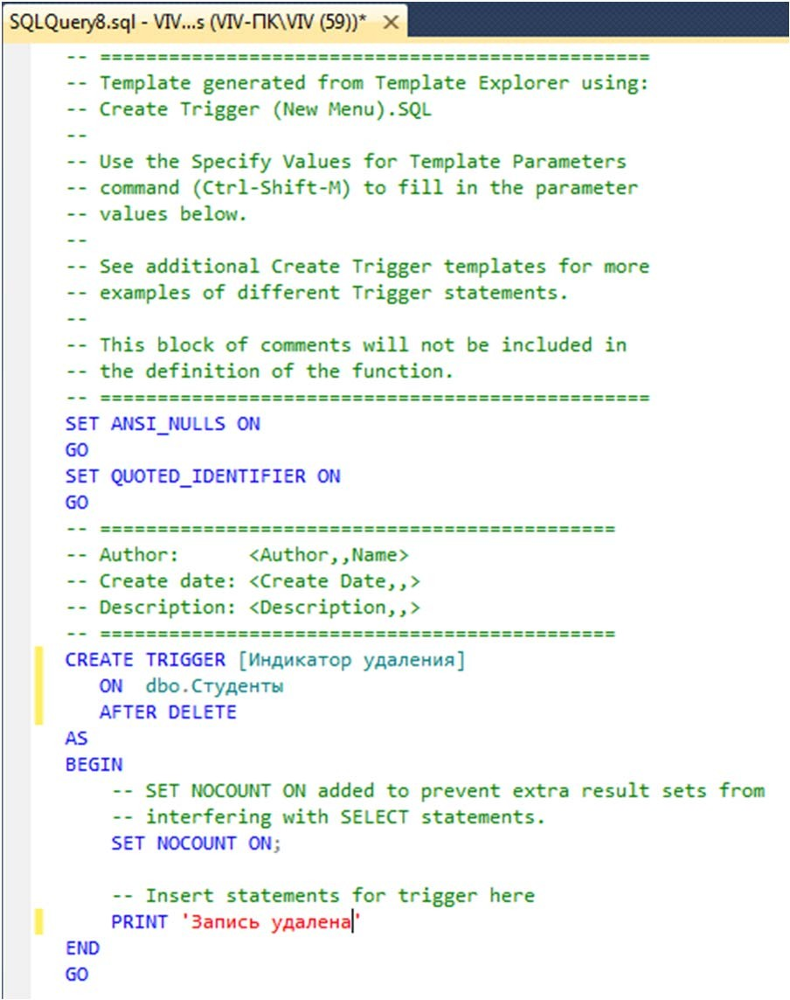 SQLQuery8.sql - VIV...s (VIV-ПК\VIV (59))* ×
-- ================================================
-- Template generated from Template Explorer using:
-- Create Trigger (New Menu).SQL
--
-- Use the Specify Values for Template Parameters
-- command (Ctrl-Shift-M) to fill in the parameter
-- values below.
--
-- See additional Create Trigger templates for more
-- examples of different Trigger statements.
--
-- This block of comments will not be included in
-- the definition of the function.
-- ================================================
SET ANSI_NULLS ON
GO
SET QUOTED_IDENTIFIER ON
GO
-- =============================================
-- Author:      <Author,,Name>
-- Create date: <Create Date,,>
-- Description: <Description,,>
-- =============================================
CREATE TRIGGER [Индикатор удаления]
   ON  dbo.Студенты
   AFTER DELETE
AS
BEGIN
    -- SET NOCOUNT ON added to prevent extra result sets from
    -- interfering with SELECT statements.
    SET NOCOUNT ON;

    -- Insert statements for trigger here
    PRINT 'Запись удалена'
END
GO